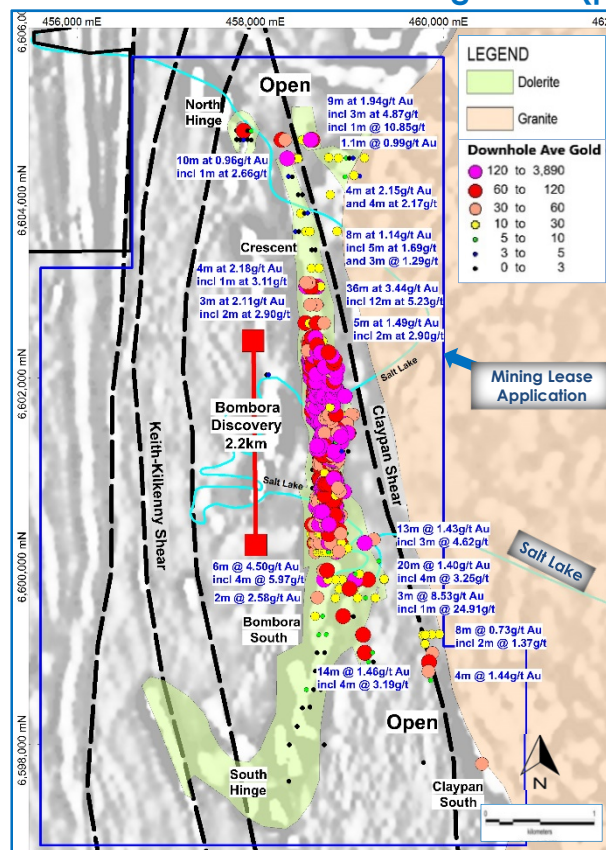 456,000 mE
458,000 mE
460,000 mE
6,606,
6,604,000 mN
6,602,000 mN
6,600,000 mN
6,598,000 mN
LEGEND
Dolerite
Granite
Downhole Ave Gold
120 to 3,890
60 to 120
30 to 60
10 to 30
5 to 10
3 to 5
0 to 3
Open
North
Hinge
9m at 1.94g/t Au
incl 3m at 4.87g/t
incl 1m @ 10.85g/t
1.1m @ 0.99g/t Au
10m at 0.96g/t Au
incl 1m at 2.66g/t
4m at 2.15g/t Au
and 4m at 2.17g/t
8m at 1.14g/t Au
incl 5m at 1.69g/t
and 3m @ 1.29g/t
Crescent
4m at 2.18g/t Au
incl 1m at 3.11g/t
3m at 2.11g/t Au
incl 2m at 2.90g/t
36m at 3.44g/t Au
incl 12m at 5.23g/t
5m at 1.49g/t Au
incl 2m at 2.90g/t
Mining Lease
Application
Salt Lake
Bombora
Discovery
2.2km
Keith-Kilkenny Shear
Claypan Shear
Salt Lake
Salt Lake
13m @ 1.43g/t Au
incl 3m at 4.62g/t
6m @ 4.50g/t Au
incl 4m @ 5.97g/t
20m @ 1.40g/t Au
incl 4m @ 3.25g/t
2m @ 2.58g/t Au
3m @ 8.53g/t Au
incl 1m @ 24.91g/t
Bombora
South
8m @ 0.73g/t Au
incl 2m @ 1.37g/t
14m @ 1.46g/t Au
incl 4m @ 3.19g/t
4m @ 1.44g/t Au
Open
South
Hinge
Claypan
South
N
0
1
kilometers